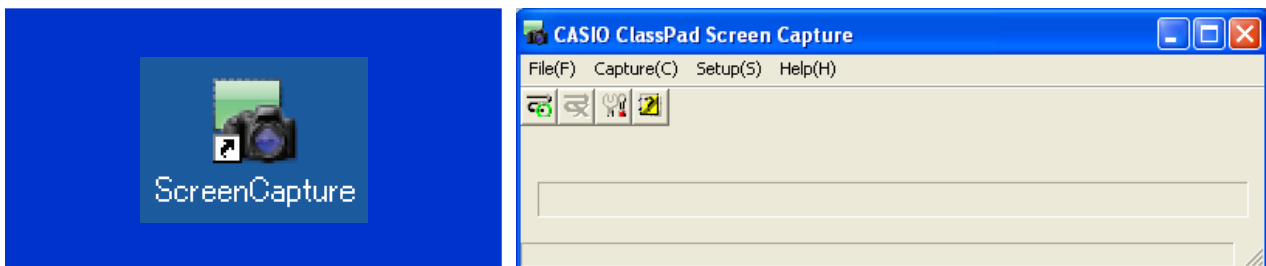 ScreenCapture
CASIO ClassPad Screen Capture
File(F) Capture(C) Setup(S) Help(H)